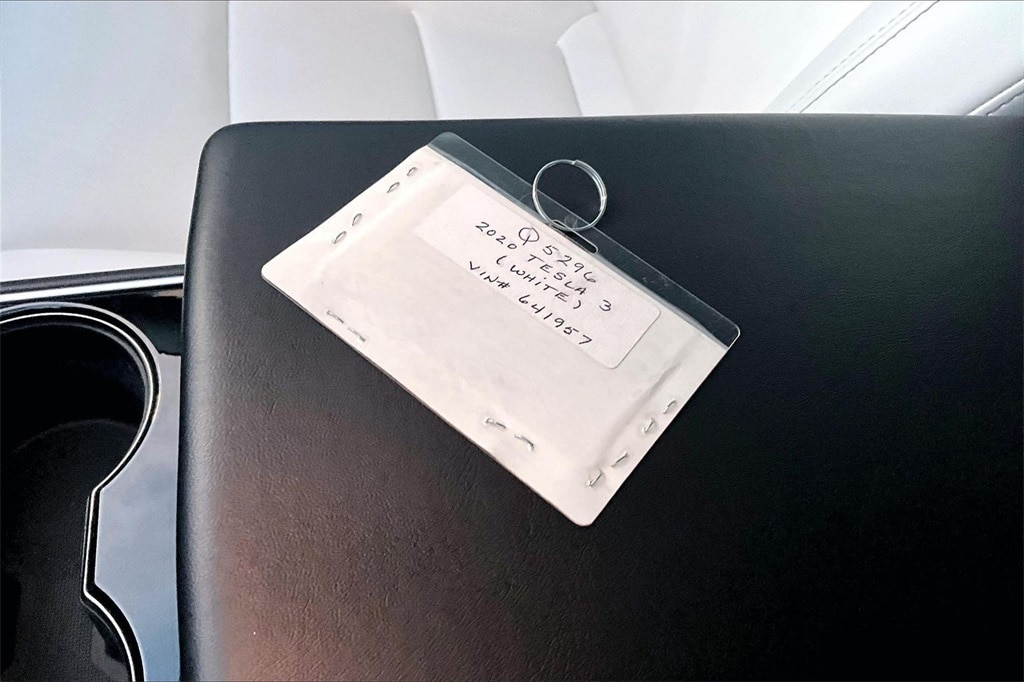 Q5296
2020 TESLA 3
(WHITE)
VIN# 641957